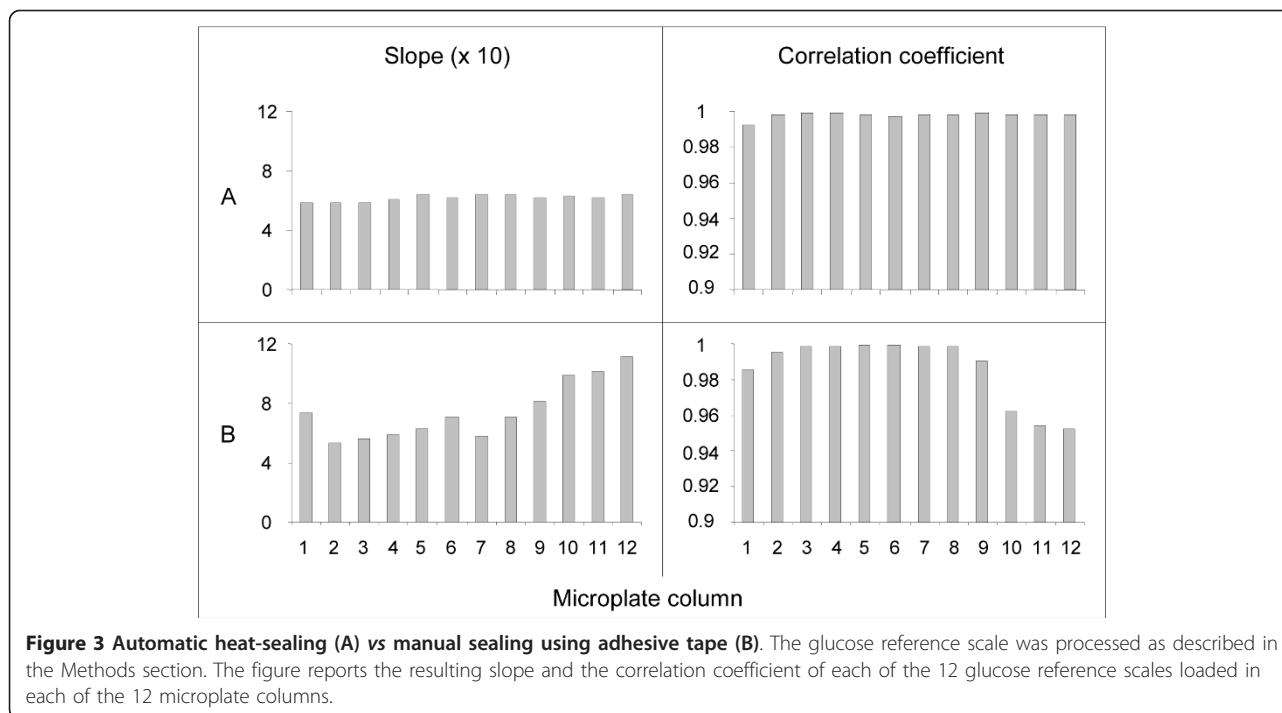 Slope (x 10)
Correlation coefficient
A
12
8
4
0
1
0.98
0.96
0.94
0.92
0.9
B
12
8
4
0
1 2 3 4 5 6 7 8 9 10 11 12
1
0.98
0.96
0.94
0.92
0.9
1 2 3 4 5 6 7 8 9 10 11 12
Microplate column
Figure 3 Automatic heat-sealing (A) vs manual sealing using adhesive tape (B). The glucose reference scale was processed as described in
the Methods section. The figure reports the resulting slope and the correlation coefficient of each of the 12 glucose reference scales loaded in
each of the 12 microplate columns.